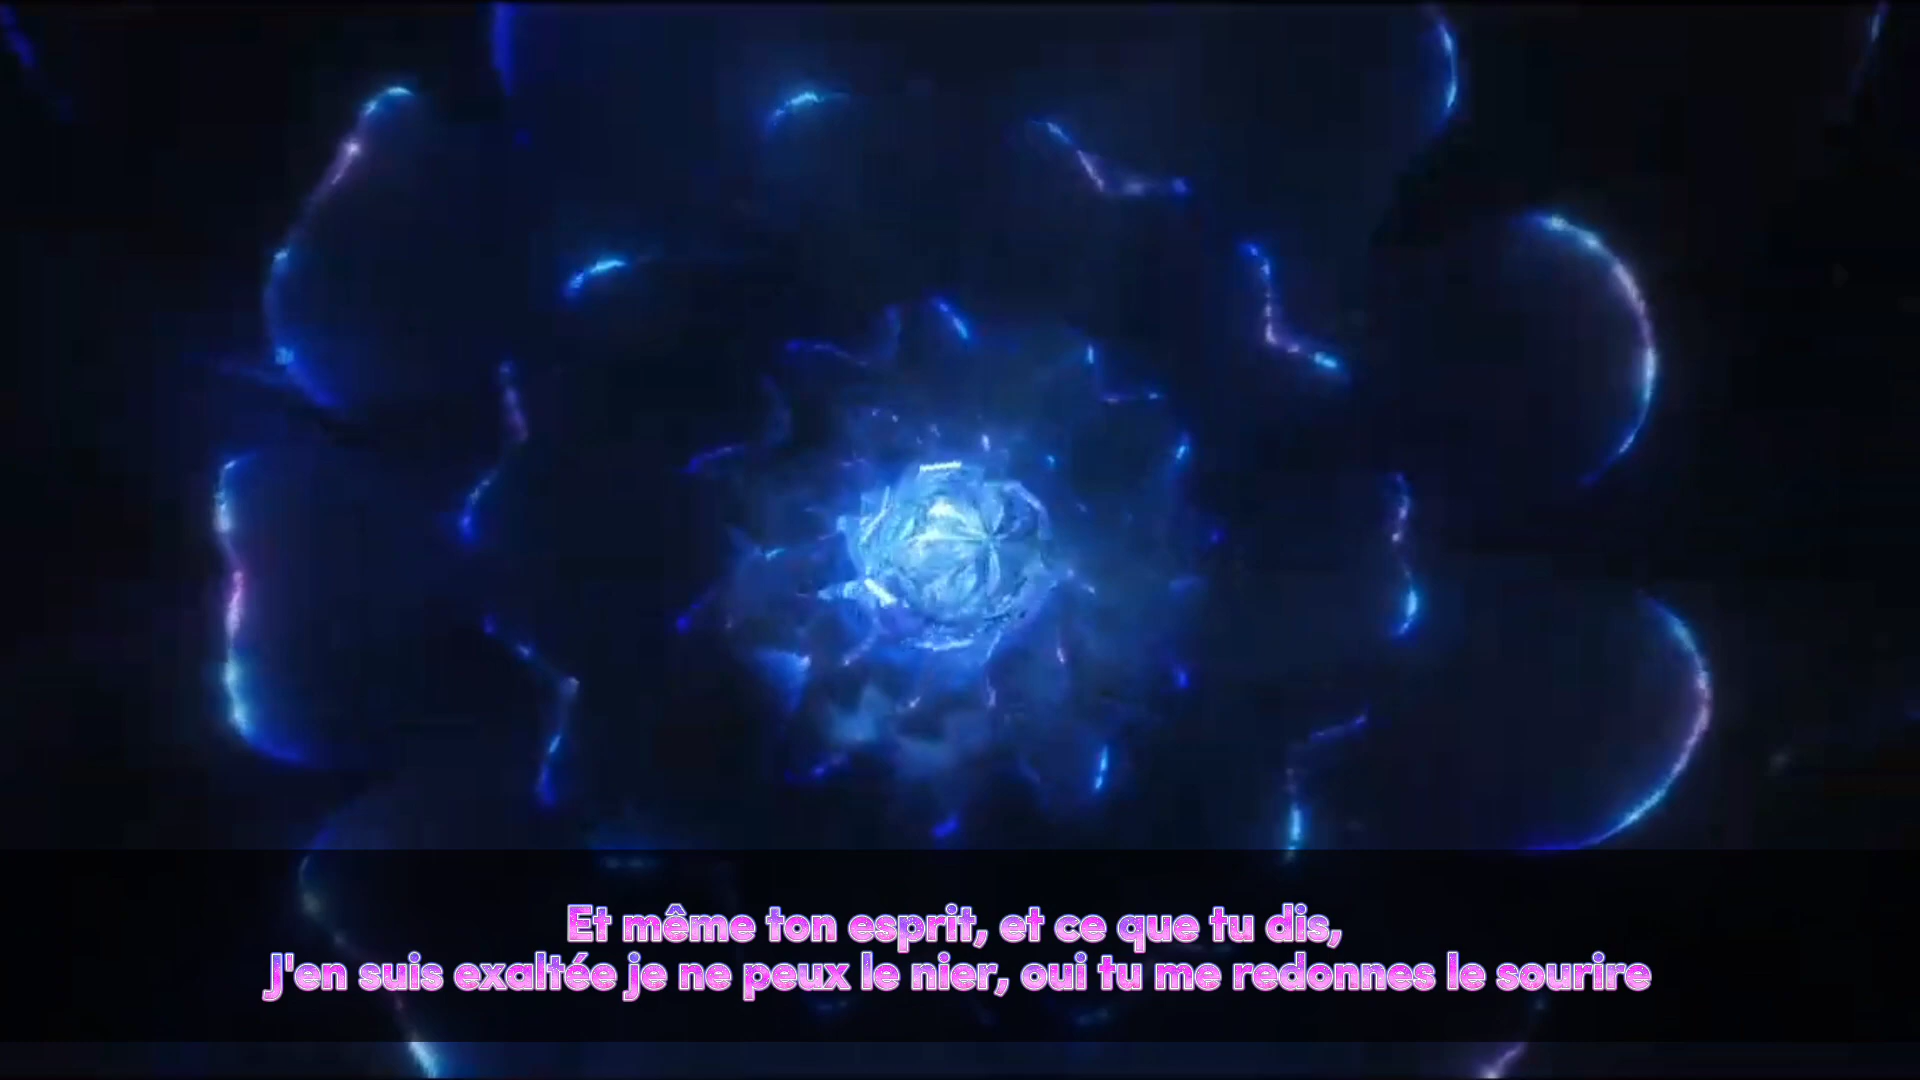 Et même ton esprit, et ce que tu dis,
J'en suis exaltée je ne peux le nier, oui tu me redonnes le sourire